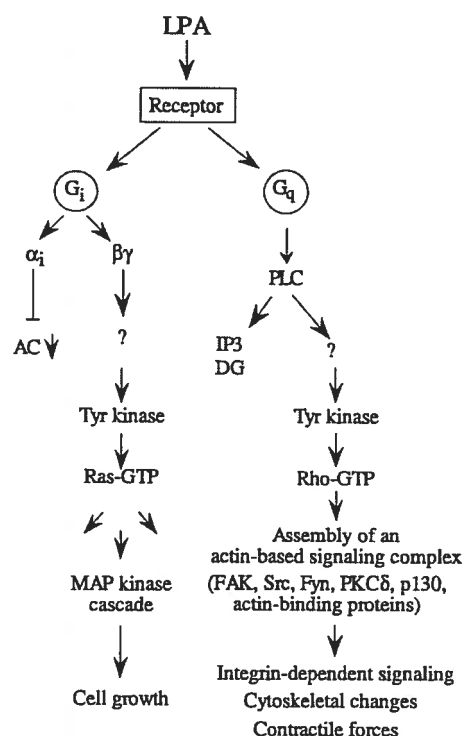 LPA
Receptor
Gi
Gq
αi
βγ
PLC
AC
?
IP3
DG
?
Tyr kinase
Tyr kinase
Ras-GTP
Rho-GTP
Assembly of an
actin-based signaling complex
(FAK, Src, Fyn, PKCδ, p130,
actin-binding proteins)
MAP kinase
cascade
Cell growth
Integrin-dependent signaling
Cytoskeletal changes
Contractile forces